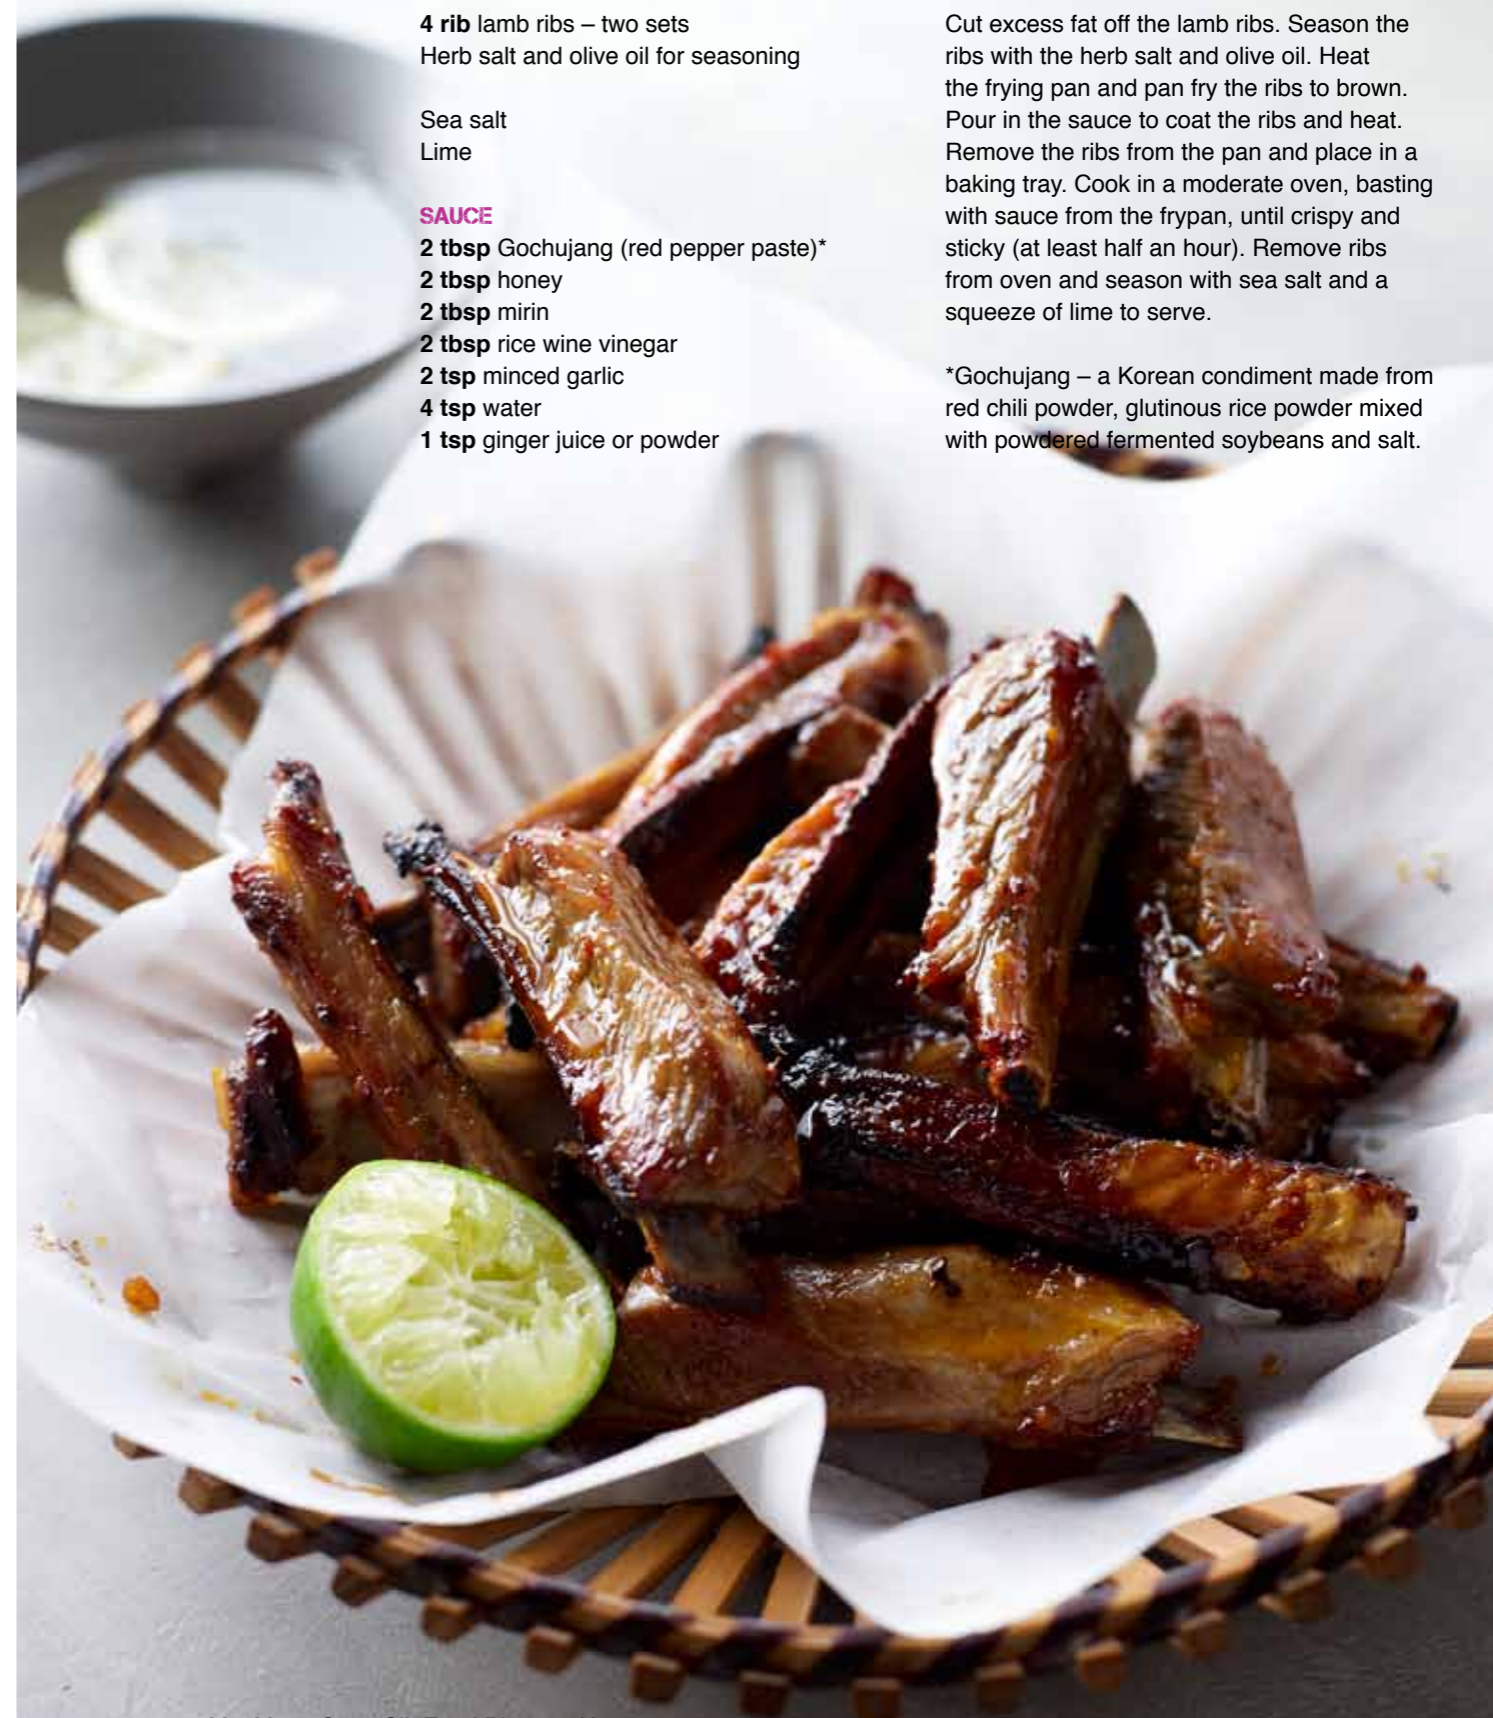 4 rib lamb ribs – two sets
Herb salt and olive oil for seasoning
Sea salt
Lime
SAUCE
2 tbsp Gochujang (red pepper paste)*
2 tbsp honey
2 tbsp mirin
2 tbsp rice wine vinegar
2 tsp minced garlic
4 tsp water
1 tsp ginger juice or powder
Cut excess fat off the lamb ribs. Season the
ribs with the herb salt and olive oil. Heat
the frying pan and pan fry the ribs to brown.
Pour in the sauce to coat the ribs and heat.
Remove the ribs from the pan and place in a
baking tray. Cook in a moderate oven, basting
with sauce from the frypan, until crispy and
sticky (at least half an hour). Remove ribs
from oven and season with sea salt and a
squeeze of lime to serve.
*Gochujang – a Korean condiment made from
red chili powder, glutinous rice powder mixed
with powdered fermented soybeans and salt.